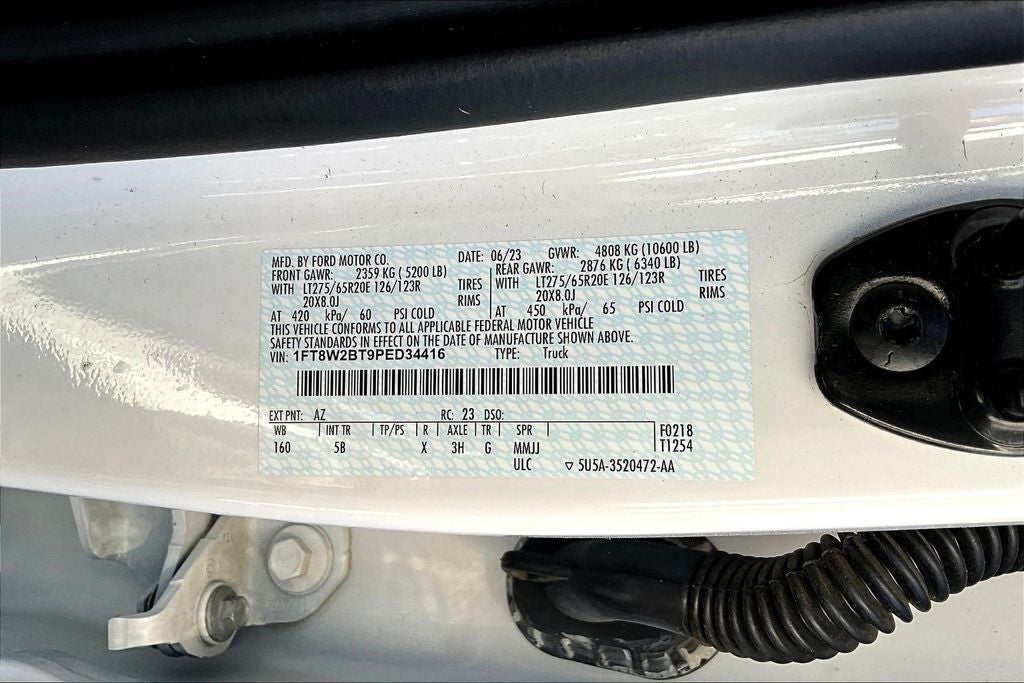 MFD. BY FORD MOTOR CO. DATE: 06/23 GVWR: 4808 KG (10600 LB)
FRONT GAWR: 2359 KG ( 5200 LB) REAR GAWR: 2876 KG ( 6340 LB)
WITH LT275/65R20E 126/123R TIRES WITH LT275/65R20E 126/123R TIRES
20X8.0J RIMS 20X8.0J RIMS
AT 420 kPa/ 60 PSI COLD AT 450 kPa/ 65 PSI COLD
THIS VEHICLE CONFORMS TO ALL APPLICABLE FEDERAL MOTOR VEHICLE
SAFETY STANDARDS IN EFFECT ON THE DATE OF MANUFACTURE SHOWN ABOVE.
VIN: 1FT8W2BT9PED34416 TYPE: Truck
EXT PNT: AZ RC: 23 DSO:
WB INT TR TP/PS R AXLE TR SPR F0218
160 5B X 3H G MMJJ T1254
ULC ▽ 5U5A-3520472-AA